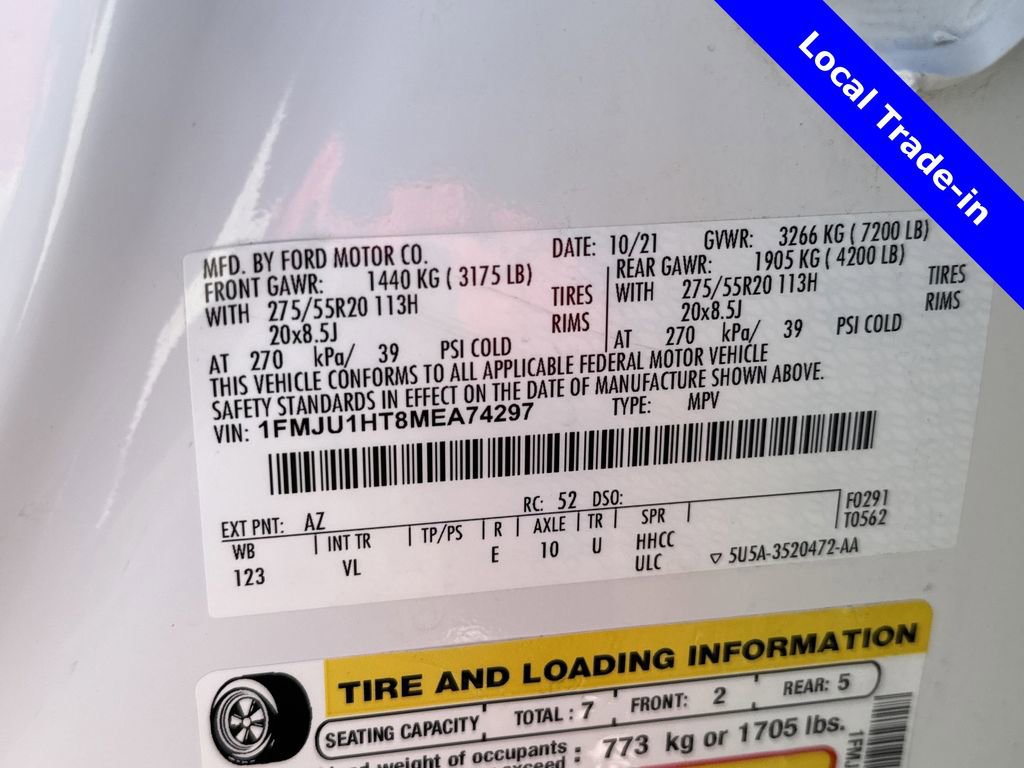 Local Trade-in
MFD. BY FORD MOTOR CO.
DATE: 10/21 GVWR: 3266 KG ( 7200 LB)
FRONT GAWR: 1440 KG ( 3175 LB)
REAR GAWR: 1905 KG ( 4200 LB)
WITH 275/55R20 113H TIRES
WITH 275/55R20 113H TIRES
20x8.5J RIMS
20x8.5J RIMS
AT 270 kPa/ 39 PSI COLD
AT 270 kPa/ 39 PSI COLD
THIS VEHICLE CONFORMS TO ALL APPLICABLE FEDERAL MOTOR VEHICLE
SAFETY STANDARDS IN EFFECT ON THE DATE OF MANUFACTURE SHOWN ABOVE.
VIN: 1FMJU1HT8MEA74297 TYPE: MPV
EXT PNT: AZ RC: 52 DSO: F0291
WB INT TR TP/PS R AXLE TR SPR T0562
123 VL E 10 U HHCC
ULC ▽ 5U5A-3520472-AA
TIRE AND LOADING INFORMATION
SEATING CAPACITY TOTAL : 7 FRONT: 2 REAR: 5
weight of occupants : 773 kg or 1705 lbs.
exceed
1FMJ